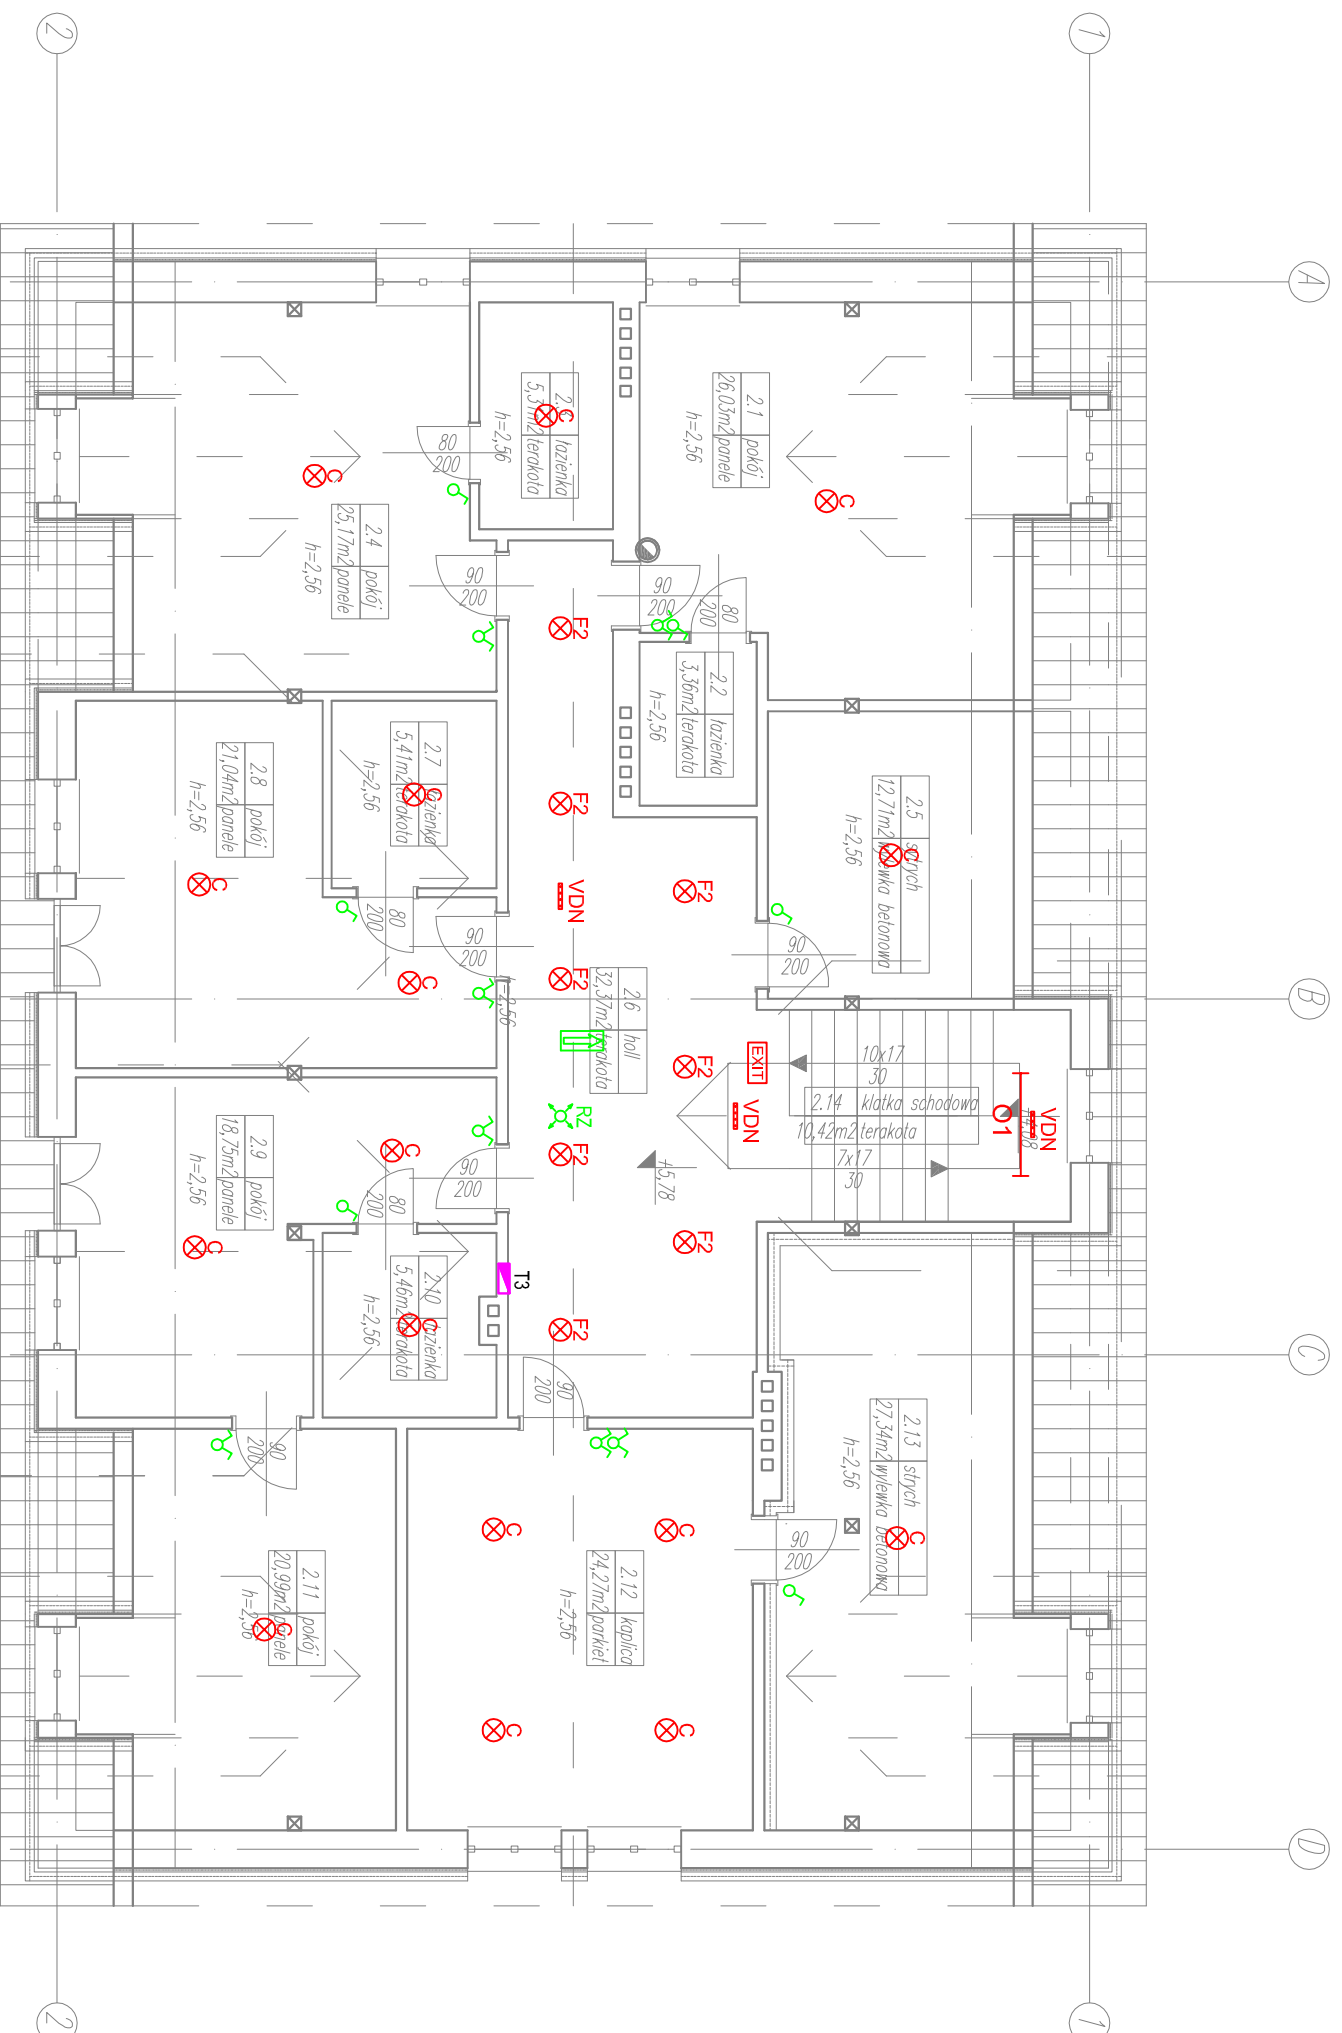 2
1
A
B
C
D
2
1
2.1 pokój
26,03m2 panele
h=2,56
C
łazienka
5,31m2 terakota
h=2,56
C
80
200
C
2.4 pokój
25,17m2 panele
h=2,56
90
200
90
200
80
200
F2
2.2 łazienka
3,36m2 terakota
h=2,56
2.5 strych
12,71m2 wylewka betonowa
h=2,56
C
90
200
2.7 łazienka
5,41m2 terakota
h=2,56
C
2.8 pokój
21,04m2 panele
h=2,56
C
80
200
90
200
C
F2
F2
VDN
F2
2.6 holl
32,37m2 terakota
F2
EXIT
VDN
10x17
30
2.14 klatka schodowa
10,42m2 terakota
7x17
30
O1
VDN
+5,78
RZ
F2
F2
F2
2.9 pokój
18,75m2 panele
h=2,56
C
C
90
200
80
200
T3
2.10 łazienka
5,46m2 terakota
h=2,56
C
90
200
90
200
2.13 strych
27,34m2 wylewka betonowa
h=2,56
C
90
200
2.12 kaplica
24,27m2 parkiet
h=2,56
C
C
C
C
2.11 pokój
20,99m2 panele
h=2,56
C